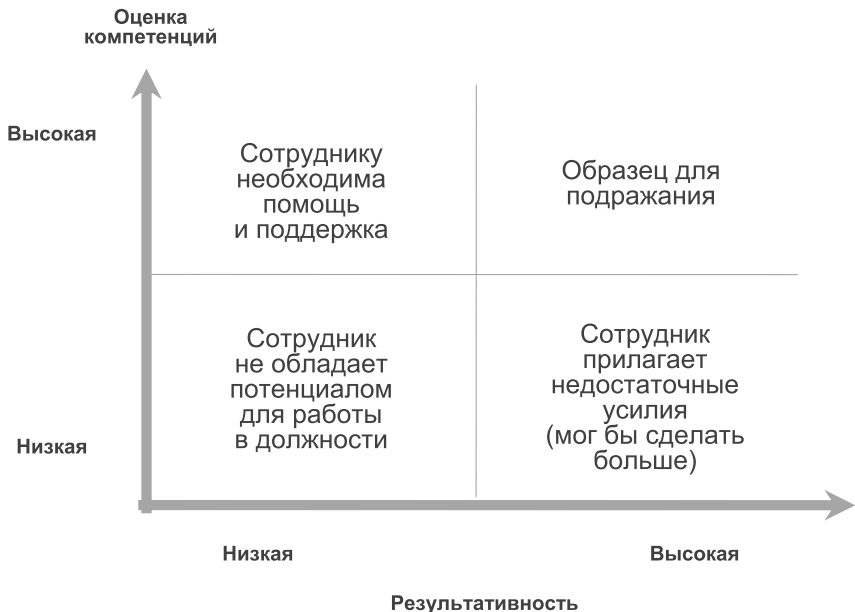 Оценка
компетенций
Высокая
Сотруднику
необходима
помощь
и поддержка
Образец для
подражания
Сотрудник
не обладает
потенциалом
для работы
в должности
Сотрудник
прилагает
недостаточные
усилия
(мог бы сделать
больше)
Низкая
Низкая
Высокая
Результативность